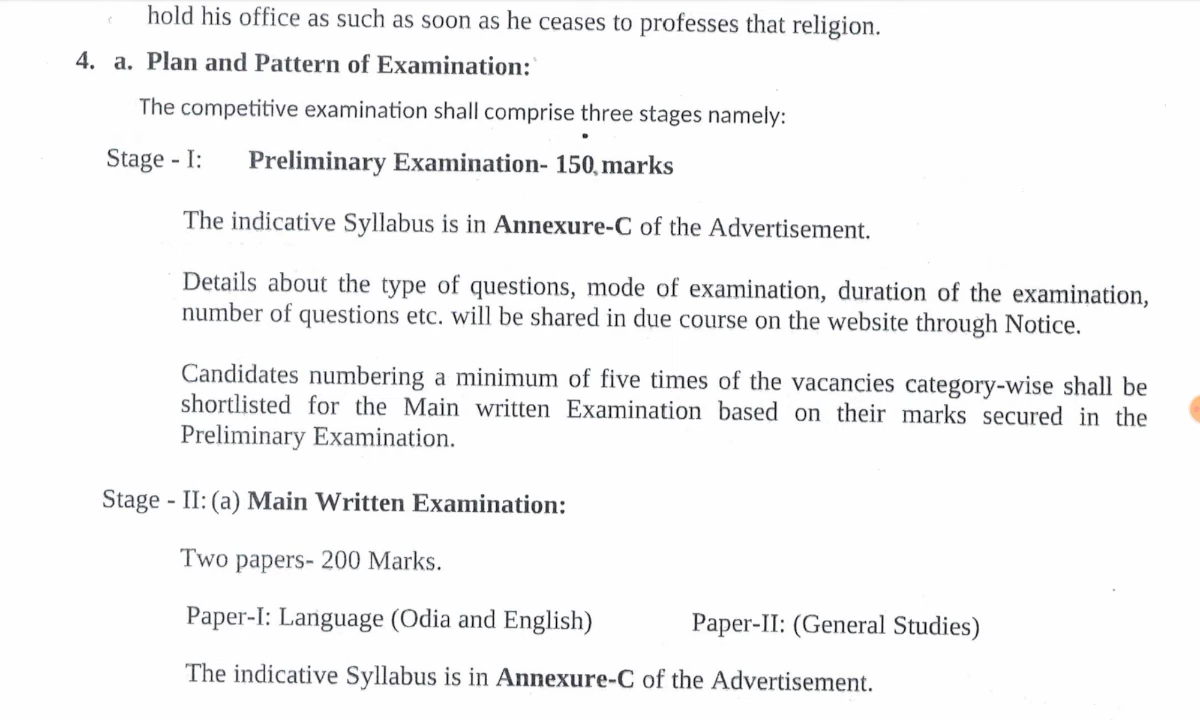 hold his office as such as soon as he ceases to professes that religion.
4. a. Plan and Pattern of Examination:
The competitive examination shall comprise three stages namely:
Stage - I: Preliminary Examination- 150 marks
The indicative Syllabus is in Annexure-C of the Advertisement.
Details about the type of questions, mode of examination, duration of the examination,
number of questions etc. will be shared in due course on the website through Notice.
Candidates numbering a minimum of five times of the vacancies category-wise shall be
shortlisted for the Main written Examination based on their marks secured in the
Preliminary Examination.
Stage - II: (a) Main Written Examination:
Two papers- 200 Marks.
Paper-I: Language (Odia and English) Paper-II: (General Studies)
The indicative Syllabus is in Annexure-C of the Advertisement.